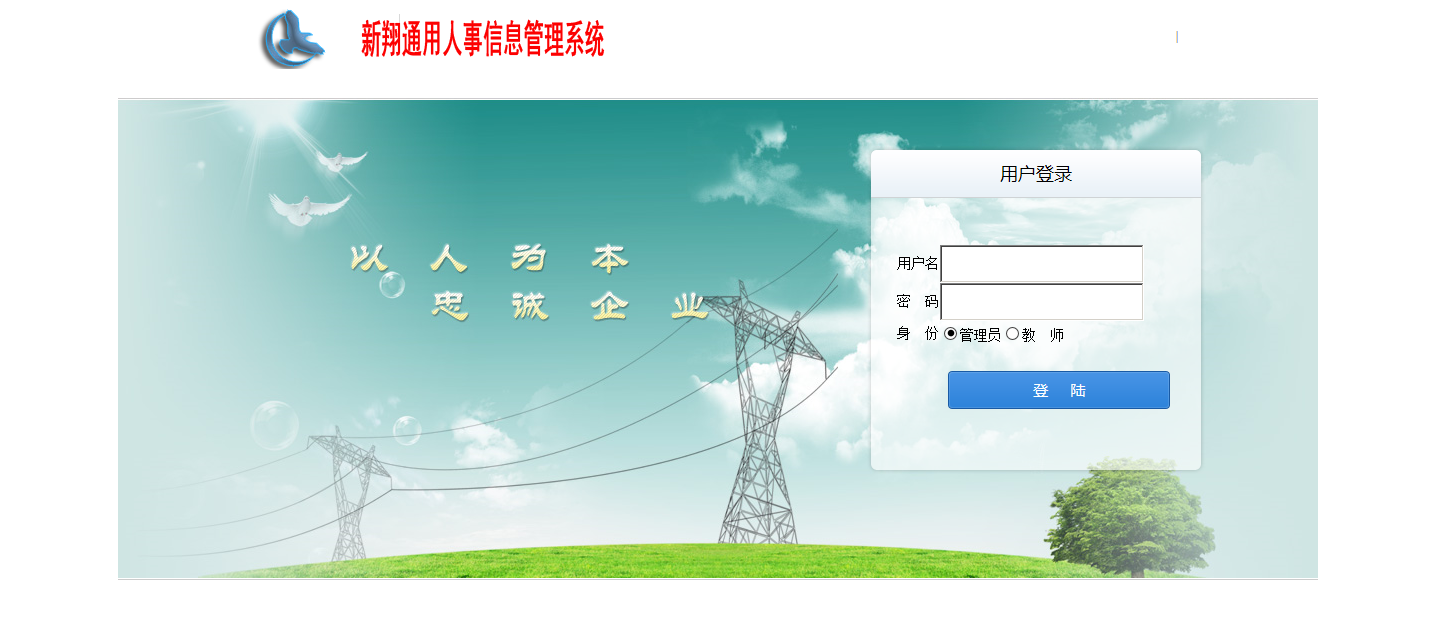 新翔通用人事信息管理系统
|
以 人 为 本
忠 诚 企 业
用户登录
用户名
密 码
身 份 管理员 教 师
登 陆